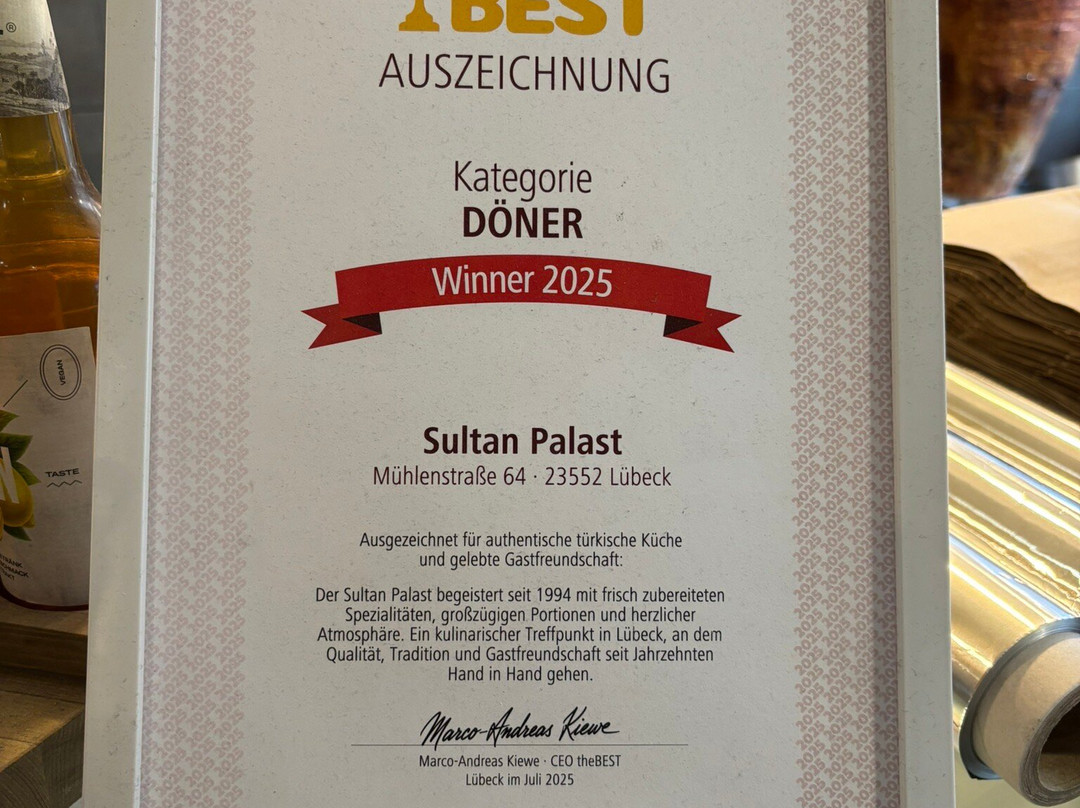 BEST
AUSZEICHNUNG
Kategorie
DÖNER
Winner 2025
Sultan Palast
Mühlenstraße 64 · 23552 Lübeck
Ausgezeichnet für authentische türkische Küche
und gelebte Gastfreundschaft:
Der Sultan Palast begeistert seit 1994 mit frisch zubereiteten
Spezialitäten, großzügigen Portionen und herzlicher
Atmosphäre. Ein kulinarischer Treffpunkt in Lübeck, an dem
Qualität, Tradition und Gastfreundschaft seit Jahrzehnten
Hand in Hand gehen.
Marco-Andreas Kiewe
Marco-Andreas Kiewe · CEO theBEST
Lübeck im Juli 2025
VEGAN
TASTE